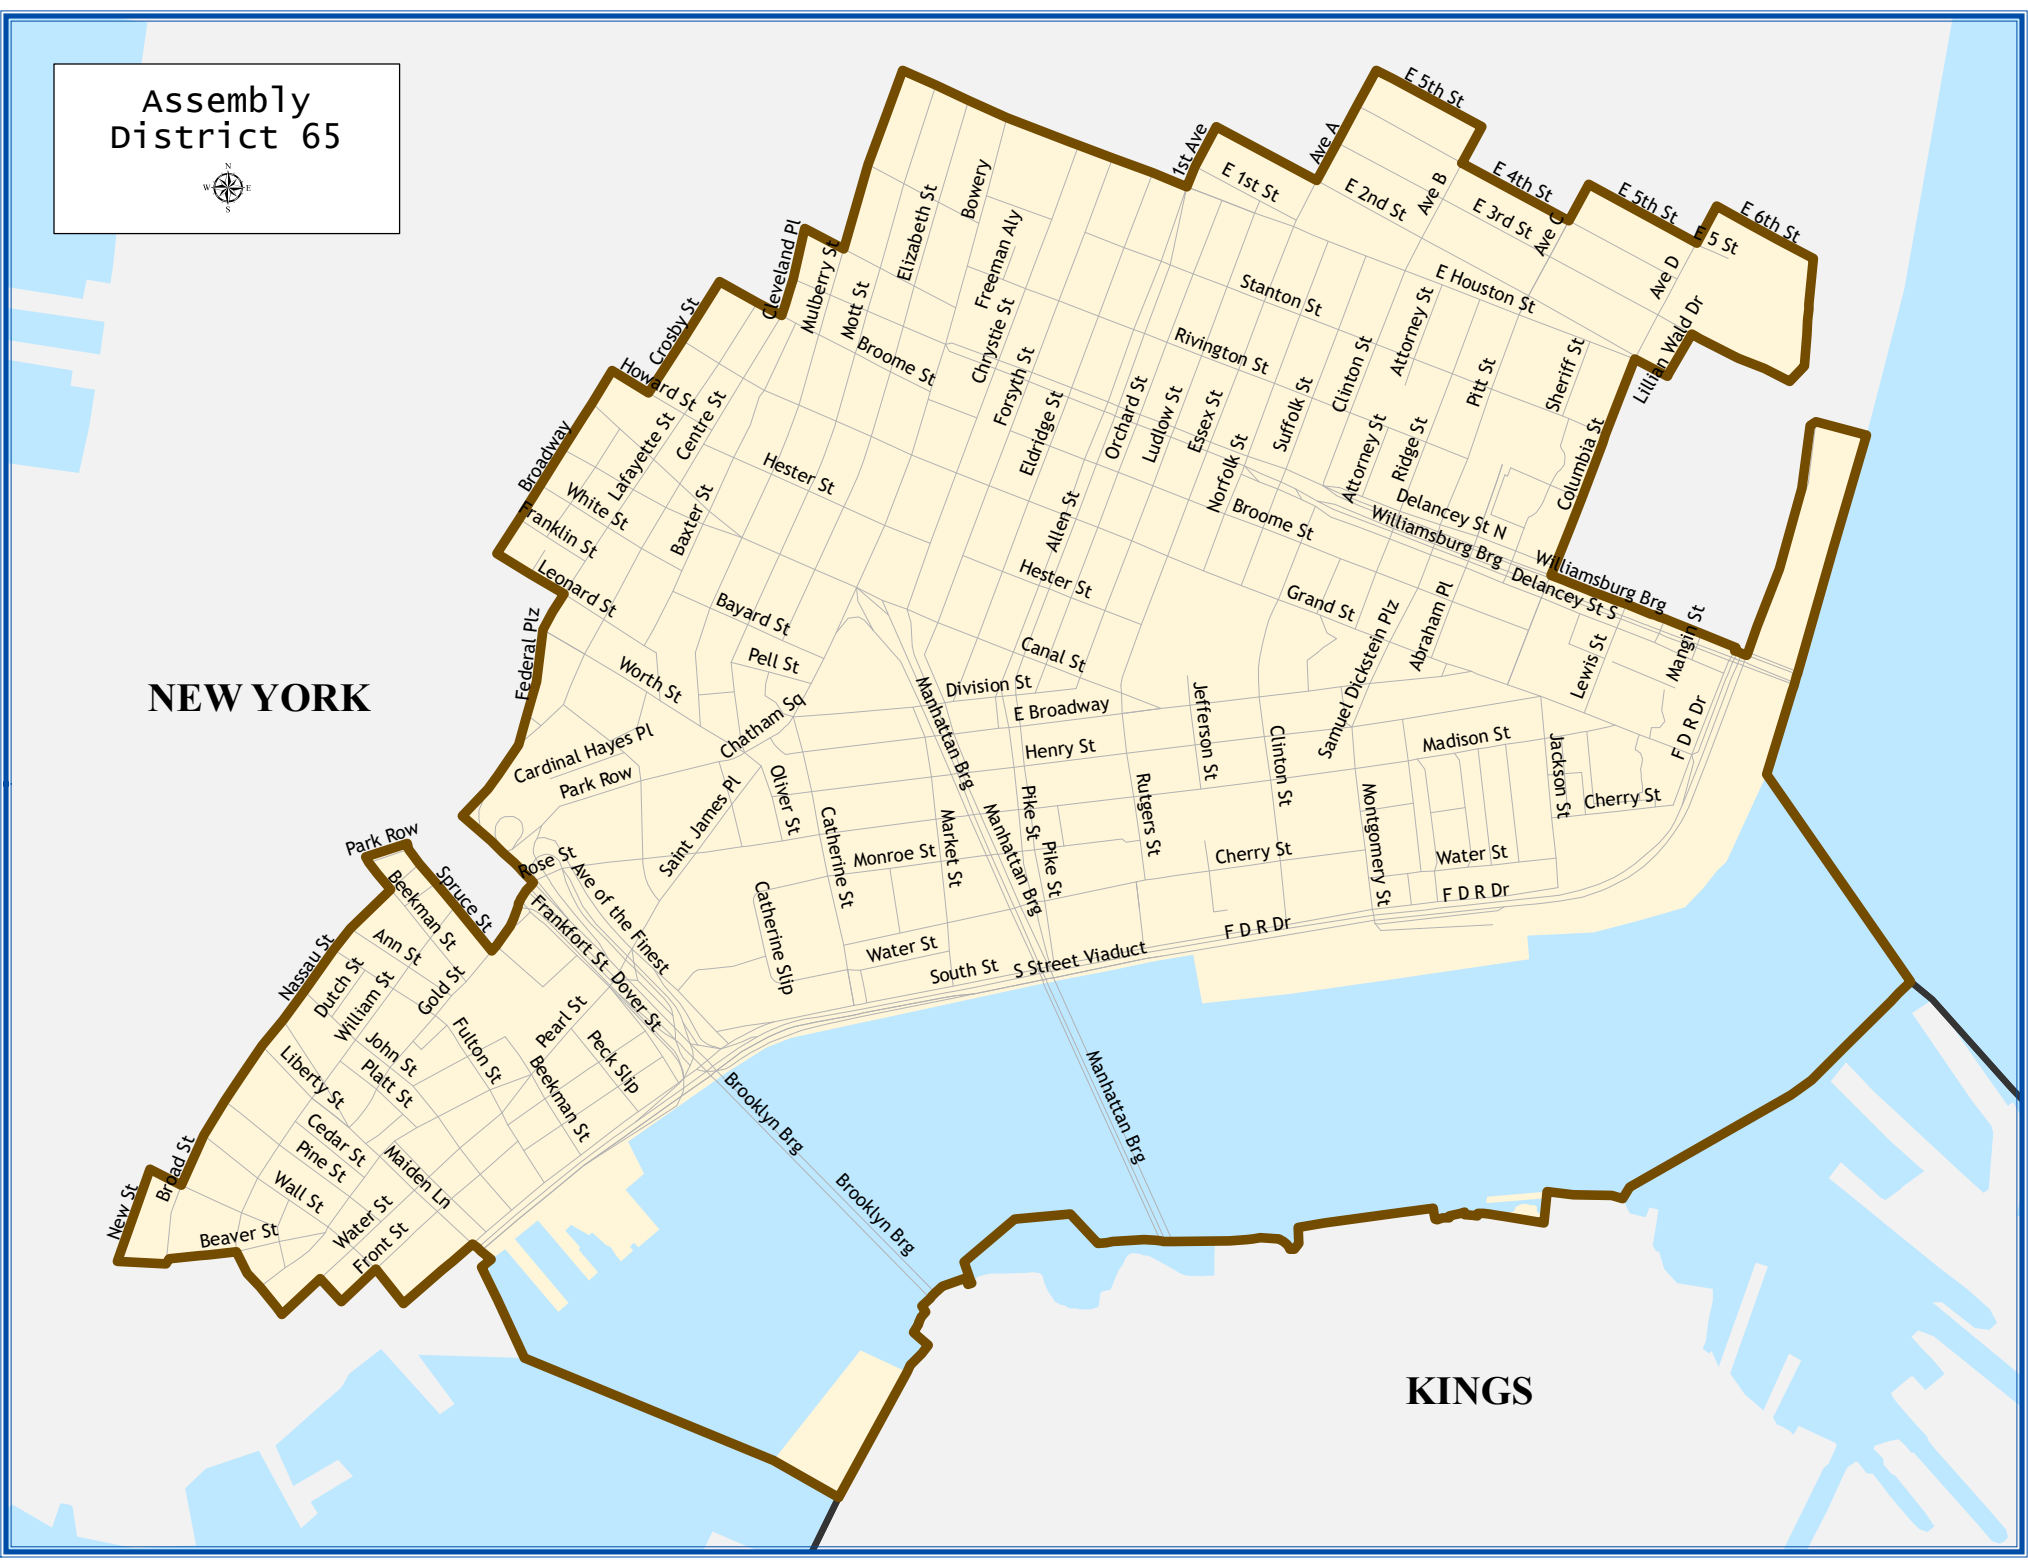 Assembly
District 65
N
W
E
S
E 5th St
1st Ave
Ave A
E 1st St
E 2nd St
Ave B
E 4th St
E 3rd St
Ave C
E 5th St
E 6th St
E 5 St
Ave D
Bowery
Elizabeth St
Freeman Aly
Cleveland Pl
Mulberry St
Mott St
Crosby St
Howard St
Broome St
Chrystie St
Forsyth St
Stanton St
Rivington St
E Houston St
Attorney St
Clinton St
Pitt St
Sheriff St
Lillian Wald Dr
Broadway
Lafayette St
Centre St
Hester St
Eldridge St
Orchard St
Ludlow St
Essex St
Norfolk St
Suffolk St
Attorney St
Ridge St
Columbia St
White St
Franklin St
Baxter St
Leonard St
Allen St
Broome St
Delancey St N
Williamsburg Brg
Williamsburg Brg
Delancey St S
Hester St
Bayard St
Pell St
Federal Plz
Worth St
Canal St
Grand St
Samuel Dickstein Plz
Abraham Pl
Lewis St
Mangin St
NEW YORK
Division St
E Broadway
Chatham Sq
Manhattan Brg
Henry St
Jefferson St
Clinton St
Madison St
Jackson St
F D R Dr
Cardinal Hayes Pl
Park Row
Saint James Pl
Oliver St
Catherine St
Market St
Manhattan Brg
Pike St
Pike St
Rutgers St
Montgomery St
Cherry St
Cherry St
Water St
F D R Dr
Monroe St
Park Row
Rose St
Ave of the Finest
Beekman St
Spruce St
Frankfort St
Catherine Slip
Water St
South St
S Street Viaduct
F D R Dr
Nassau St
Ann St
Dutch St
William St
Gold St
Dover St
Pearl St
Peck Slip
Fulton St
Beekman St
John St
Platt St
Liberty St
Cedar St
Pine St
Maiden Ln
Wall St
Water St
Front St
Beaver St
Broad St
New St
Brooklyn Brg
Brooklyn Brg
Manhattan Brg
KINGS